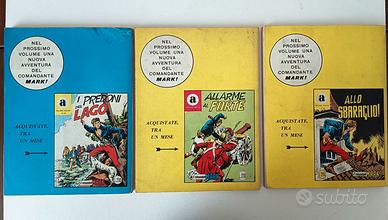 NEL
PROSSIMO
VOLUME UNA
NUOVA
AVVENTURA
DEL
COMANDANTE
MARK!
a
I PREDONI
DEL
LAGO
ACQUISTATE,
TRA
UN MESE
NEL
PROSSIMO
VOLUME UNA
NUOVA
AVVENTURA
DEL
COMANDANTE
MARK!
a
ALLARME
AL FORTE
ACQUISTATE,
TRA
UN MESE
NEL
PROSSIMO
VOLUME UNA
NUOVA
AVVENTURA
DEL
COMANDANTE
MARK!
a
ALLO
SBARAGLIO!
ACQUISTATE,
TRA
UN MESE
subito